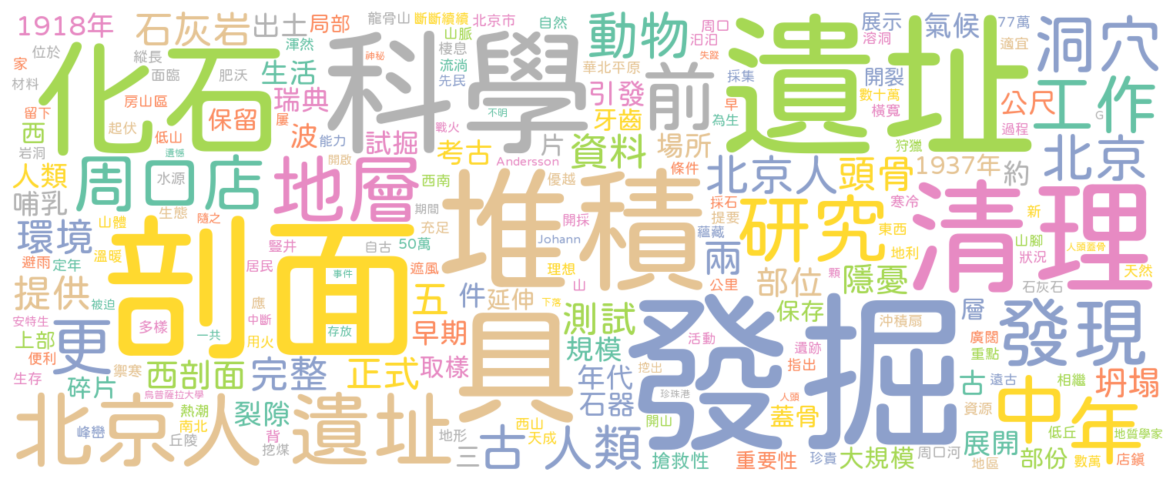 1918年 石灰岩 出土 局部 龍骨山 斷斷續續 北京市 自然 動物 周口 汩汩 展示 氣候 77萬 洞穴
位於 縱長 渾然 山脈 棲息 神秘 流淌 華北平原 失蹤 溶洞 適宜
家 化石 科學 前 遺址
材料 面臨 肥沃 生活 先民 引發 採集 開裂 工作
留下 房山區 保留 瑞典 不明 牙齒 早 數十萬 橫寬 公尺
西 起伏 低山 屢 波 能力 戰火 試掘 片 資料 場所 為生 過程 G
岩洞 遺憾 開啟 考古 Andersson 條件 狩獵 北京
人類 周口店 水源 地層 西南 優越 北京人 頭骨 1937年 約
哺乳 生態 期間 堆積 開採 採石 提要 研究 寒冷 清理
環境 山體 隨之 豎井 自古 充足 Johann 蘊藏 東西 新 人頭蓋骨
溫暖 剖面 50萬 兩 地利 山腳 狀況
避雨 定年 居民 事件 遮風 理想 山 公里 部位 顆 隱憂 石灰石 天然
提供 被迫 應 五 件 延伸 下落 保存 沖積扇 層
安特生 多樣 一共 中斷 存放 早期 具 測試 發掘 活動 遺跡 廣闊 發現
上部 更 用火 規模 挖出 指出 重點
便利 禦寒 西剖面 完整 正式 取樣 年代 珍珠港 古 遠古 相繼 坍塌
生存 碎片 烏普薩拉大學 石器 人頭 蓋骨 資源 中年
北京人遺址 熱潮 裂隙 西山 開山 展開 低丘 地質學家
峰巒 南北 背 地形 天成 古人類
丘陵 挖煤 三 搶救性 重要性 珍貴 大規模 周口河 地區 部份 數萬 店鎮